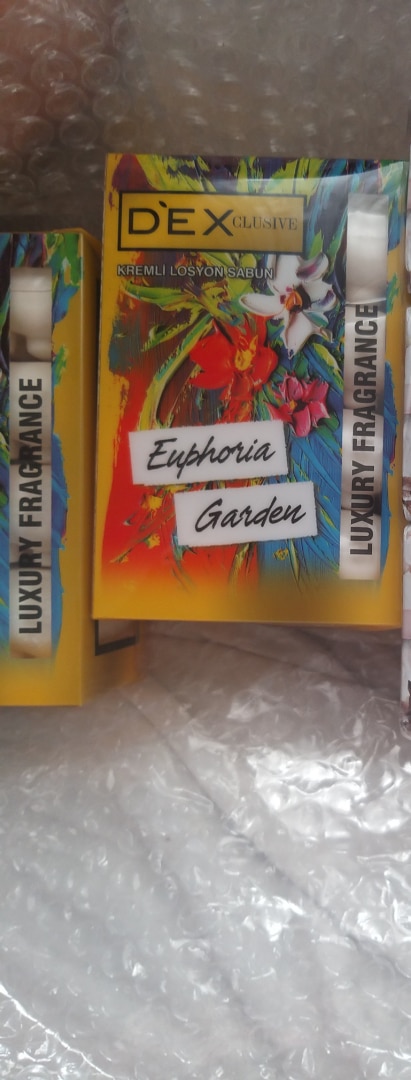 D'EXCLUSIVE
KREMLİ LOSYON SABUN
Euphoria
Garden
LUXURY FRAGRANCE
LUXURY FRAGRANCE